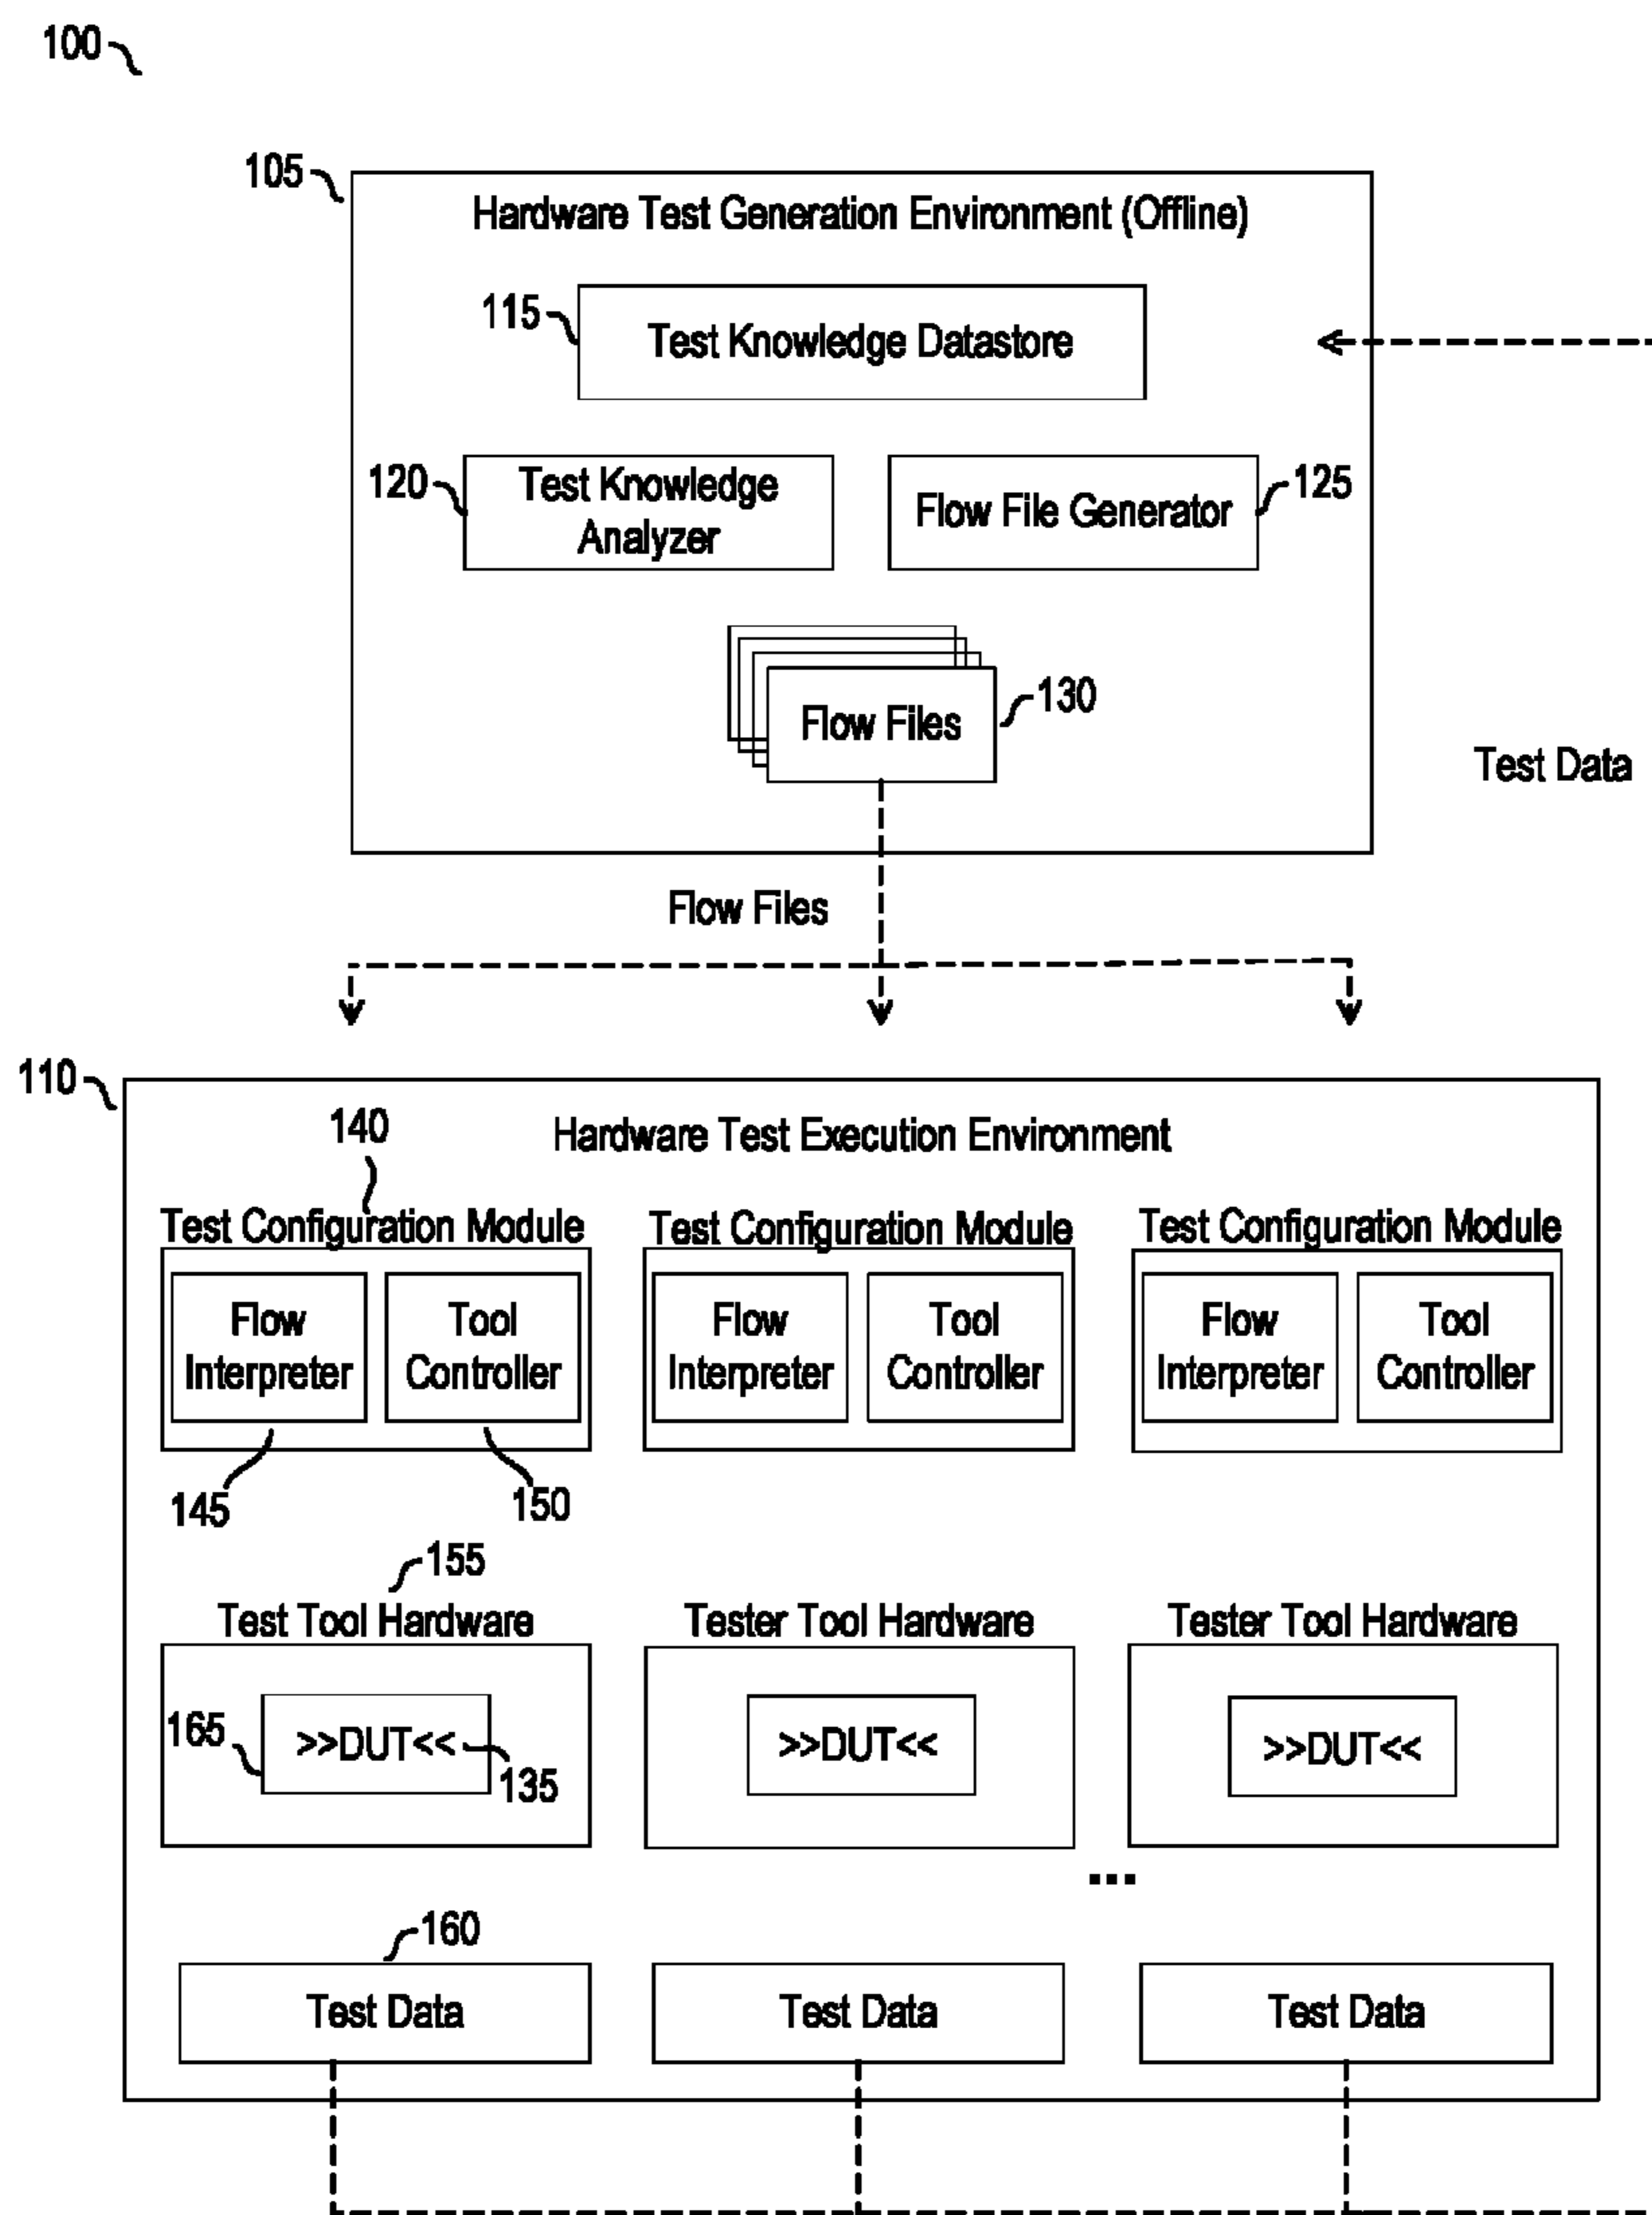 100
105
Hardware Test Generation Environment (Offline)
115
Test Knowledge Datastore
120
Test Knowledge
Analyzer
Flow File Generator
125
Flow Files
130
Test Data
Flow Files
110
Hardware Test Execution Environment
140
Test Configuration Module
Test Configuration Module
Test Configuration Module
Flow
Interpreter
Tool
Controller
Flow
Interpreter
Tool
Controller
Flow
Interpreter
Tool
Controller
145
150
155
Test Tool Hardware
Tester Tool Hardware
Tester Tool Hardware
165
>>DUT<<
135
>>DUT<<
>>DUT<<
...
160
Test Data
Test Data
Test Data